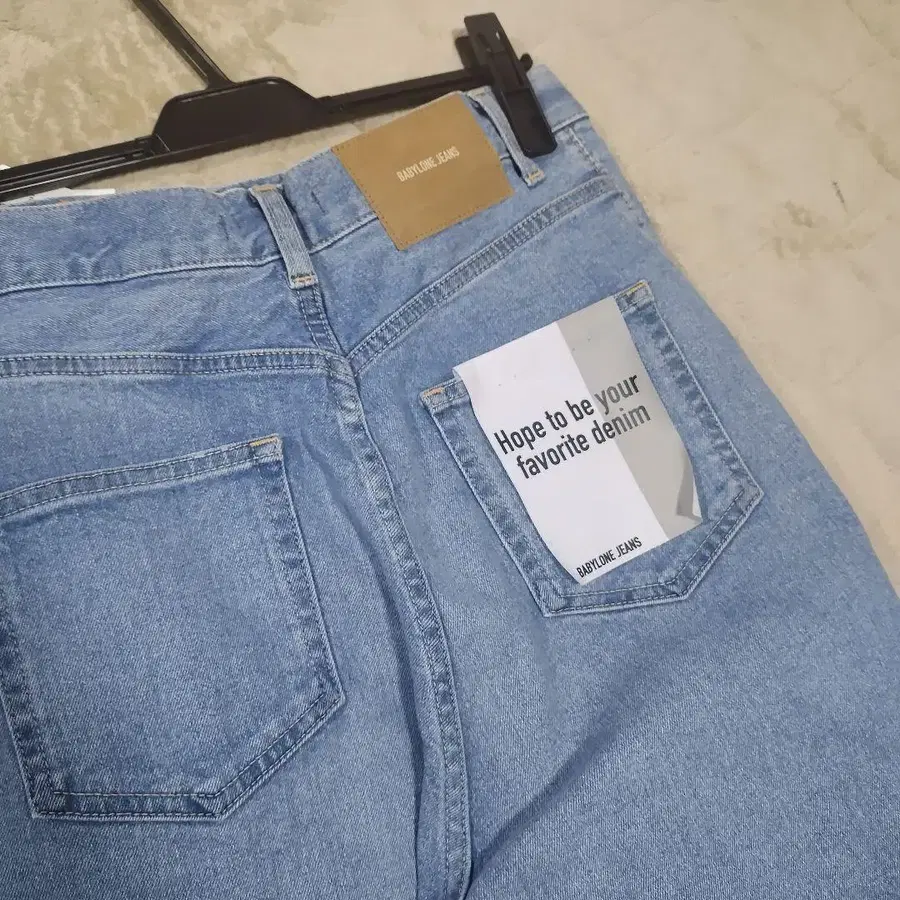 BABYLONE JEANS
Hope to be your
favorite denim
BABYLONE JEANS